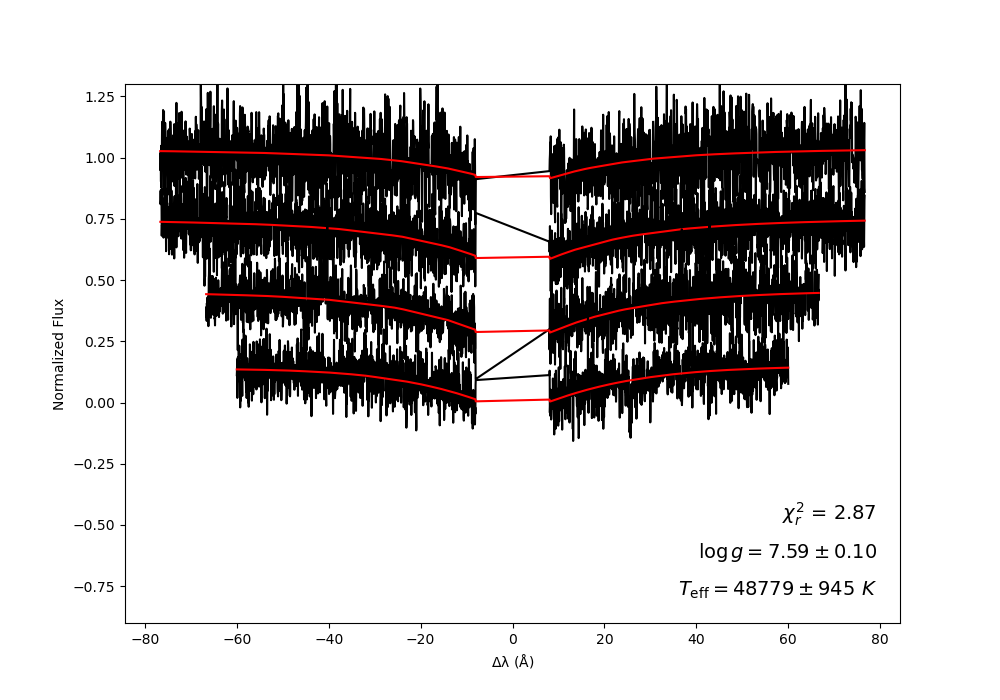 1.25
1.00
0.75
0.50
0.25
0.00
−0.25
−0.50
−0.75
Normalized Flux
χ²ᵣ = 2.87
log g = 7.59 ± 0.10
T_eff = 48779 ± 945 K
−80 −60 −40 −20 0 20 40 60 80
Δλ (Å)